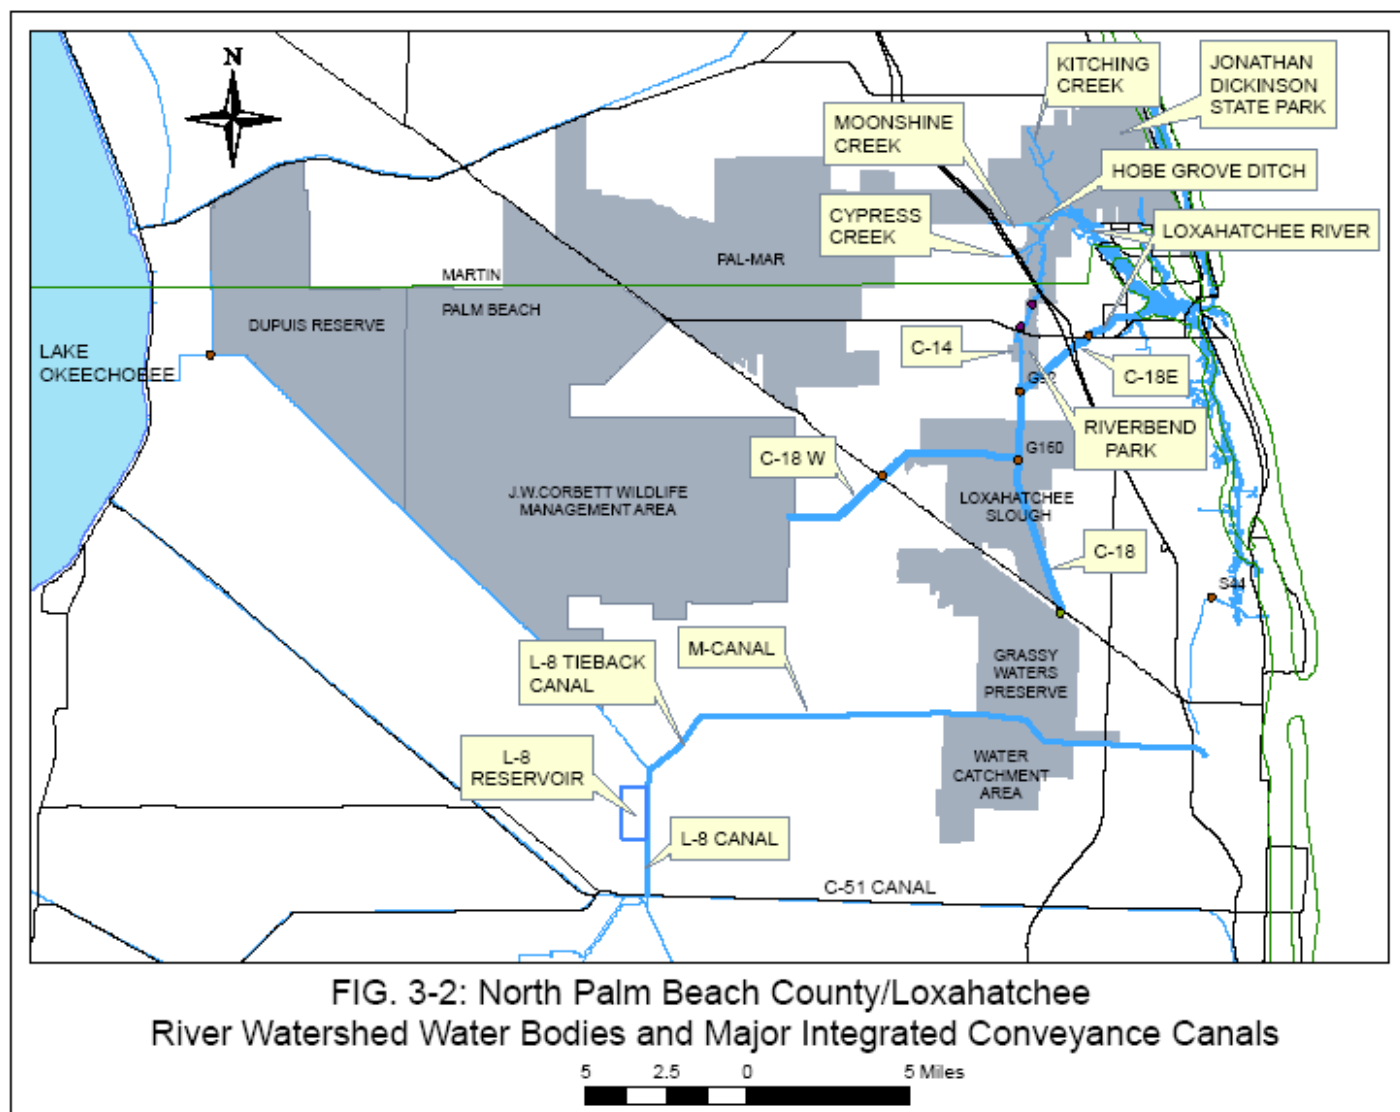 N
KITCHING
CREEK
JONATHAN
DICKINSON
STATE PARK
MOONSHINE
CREEK
HOBE GROVE DITCH
CYPRESS
CREEK
LOXAHATCHEE RIVER
PAL-MAR
MARTIN
PALM BEACH
DUPUIS RESERVE
LAKE
OKEECHOBEE
C-14
C-18E
G92
RIVERBEND
PARK
G160
C-18 W
J.W.CORBETT WILDLIFE
MANAGEMENT AREA
LOXAHATCHEE
SLOUGH
C-18
S44
L-8 TIEBACK
CANAL
M-CANAL
GRASSY
WATERS
PRESERVE
L-8
RESERVOIR
WATER
CATCHMENT
AREA
L-8 CANAL
C-51 CANAL
FIG. 3-2: North Palm Beach County/Loxahatchee
River Watershed Water Bodies and Major Integrated Conveyance Canals
5 2.5 0 5 Miles